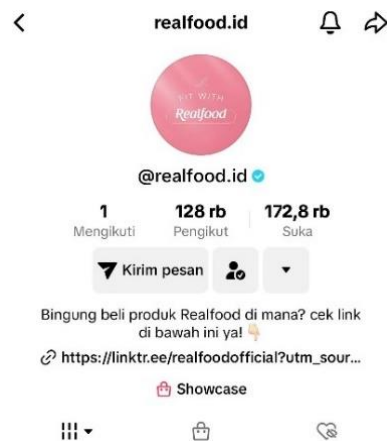 realfood.id
FIT WITH
Realfood
@realfood.id
1 128 rb 172,8 rb
Mengikuti Pengikut Suka
Kirim pesan
Bingung beli produk Realfood di mana? cek link
di bawah ini ya! 👇🏻
https://linktr.ee/realfoodofficial?utm_sour...
Showcase